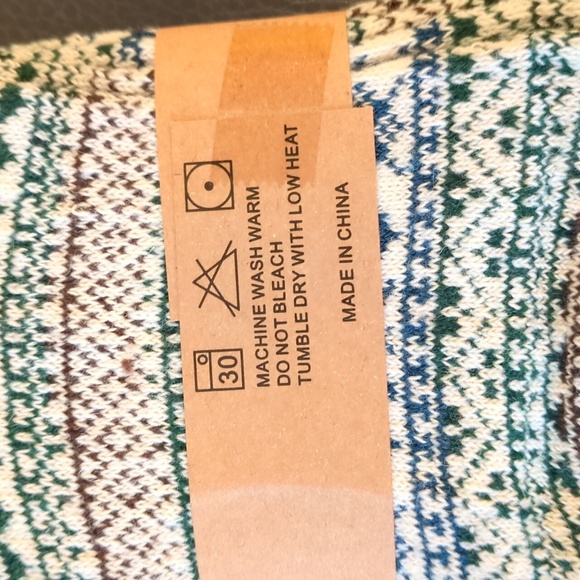 30
MACHINE WASH WARM
DO NOT BLEACH
TUMBLE DRY WITH LOW HEAT
MADE IN CHINA